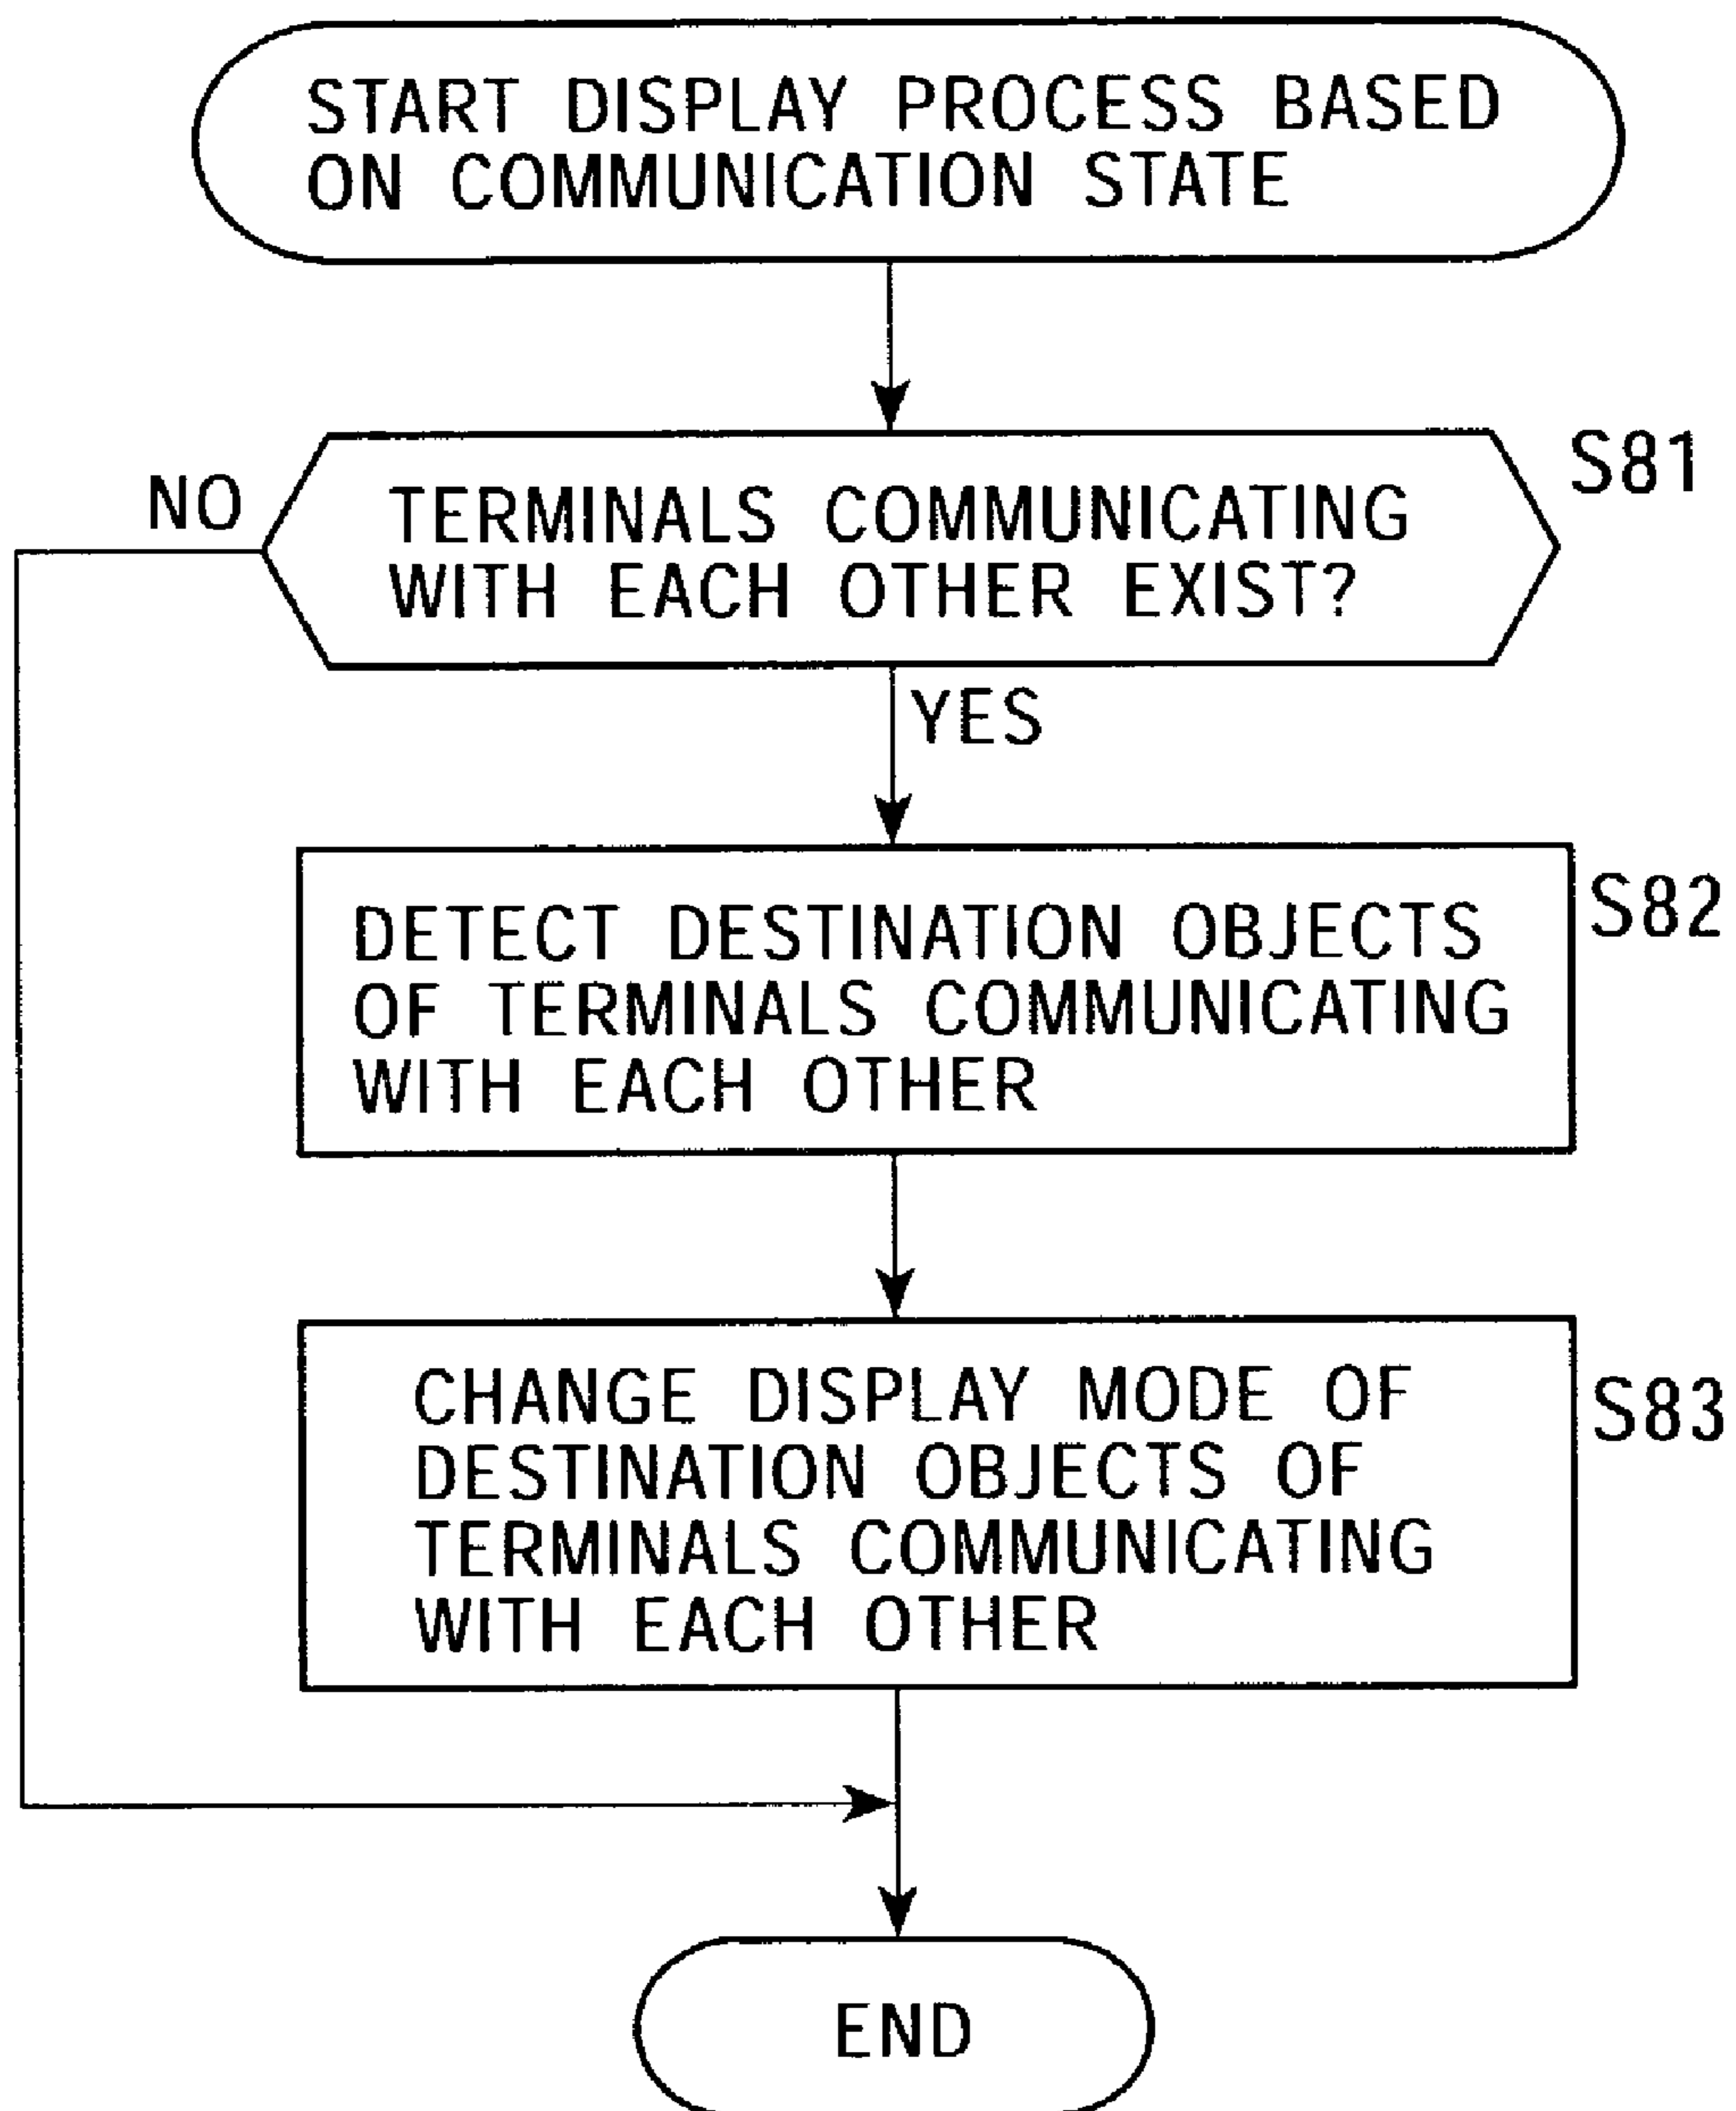 START DISPLAY PROCESS BASED
ON COMMUNICATION STATE
S81
NO
TERMINALS COMMUNICATING
WITH EACH OTHER EXIST?
YES
S82
DETECT DESTINATION OBJECTS
OF TERMINALS COMMUNICATING
WITH EACH OTHER
S83
CHANGE DISPLAY MODE OF
DESTINATION OBJECTS OF
TERMINALS COMMUNICATING
WITH EACH OTHER
END